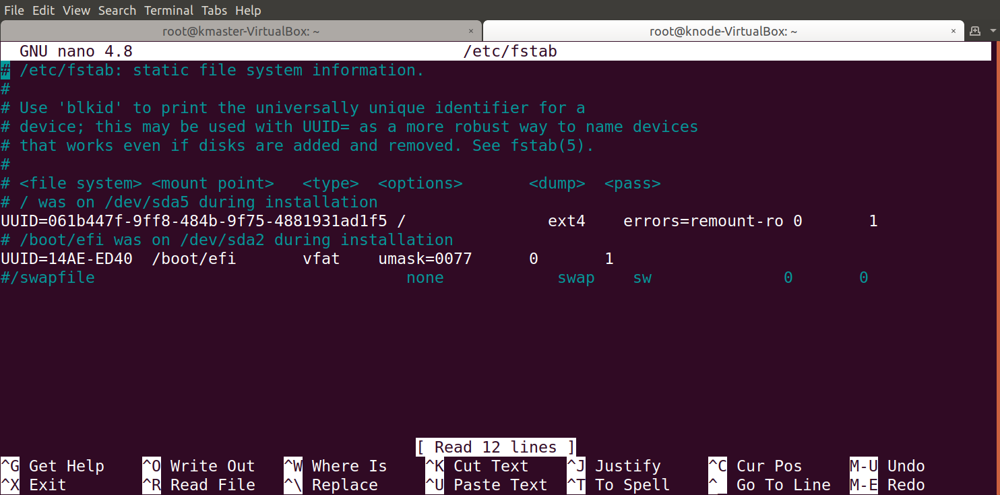 File Edit View Search Terminal Tabs Help
root@kmaster-VirtualBox: ~ × root@knode-VirtualBox: ~ ×
GNU nano 4.8 /etc/fstab
# /etc/fstab: static file system information.
#
# Use 'blkid' to print the universally unique identifier for a
# device; this may be used with UUID= as a more robust way to name devices
# that works even if disks are added and removed. See fstab(5).
#
# <file system> <mount point>   <type>  <options>       <dump>  <pass>
# / was on /dev/sda5 during installation
UUID=061b447f-9ff8-484b-9f75-4881931ad1f5 /               ext4    errors=remount-ro 0       1
# /boot/efi was on /dev/sda2 during installation
UUID=14AE-ED40  /boot/efi       vfat    umask=0077      0       1
#/swapfile                                 none            swap    sw              0       0
[ Read 12 lines ]
^G Get Help    ^O Write Out   ^W Where Is    ^K Cut Text    ^J Justify     ^C Cur Pos     M-U Undo
^X Exit        ^R Read File   ^\ Replace     ^U Paste Text  ^T To Spell    ^_ Go To Line  M-E Redo